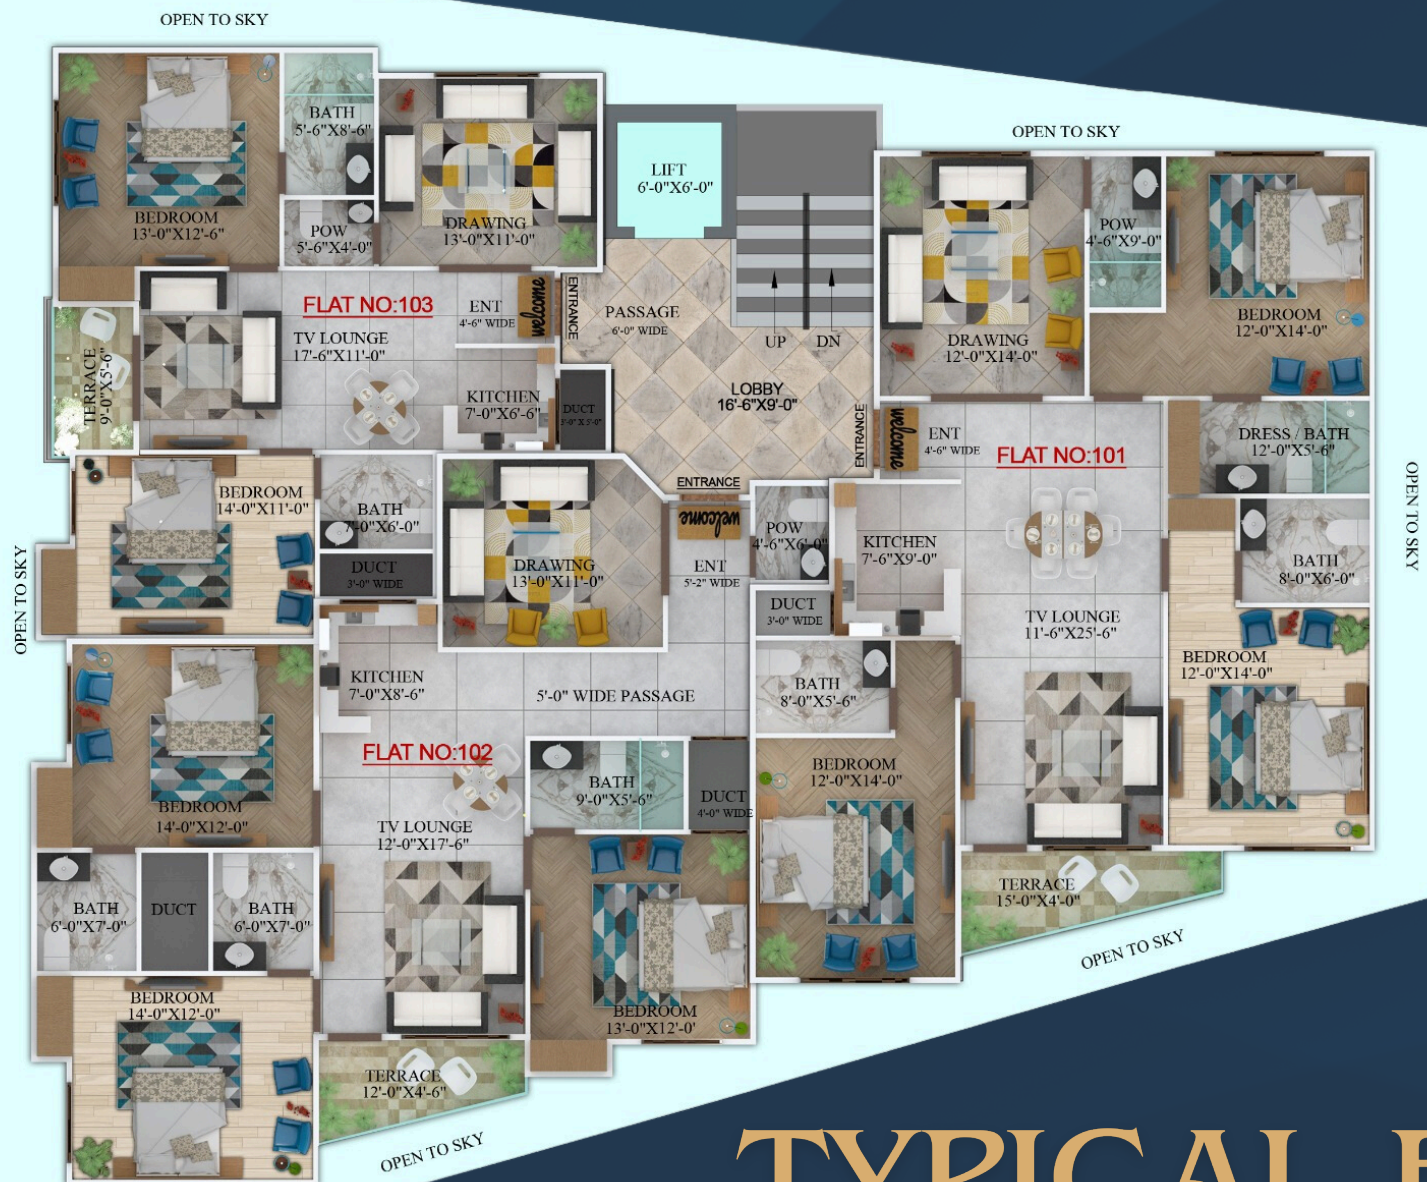 OPEN TO SKY
BATH
5'-6"X8'-6"
BEDROOM
13'-0"X12'-6"
POW
5'-6"X4'-0"
DRAWING
13'-0"X11'-0"
LIFT
6'-0"X6'-0"
FLAT NO:103
ENT
4'-6" WIDE
welcome
ENTRANCE
TV LOUNGE
17'-6"X11'-0"
TERRACE
9'-0"X5'-6"
KITCHEN
7'-0"X6'-6"
DUCT
PASSAGE
6'-0" WIDE
UP
DN
LOBBY
16'-6"X9'-0"
ENTRANCE
ENTRANCE
OPEN TO SKY
DRAWING
12'-0"X14'-0"
POW
4'-6"X9'-0"
BEDROOM
12'-0"X14'-0"
welcome
ENT
4'-6" WIDE
FLAT NO:101
DRESS / BATH
12'-0"X5'-6"
OPEN TO SKY
BEDROOM
14'-0"X11'-0"
BATH
7'-0"X6'-0"
DUCT
3'-0" WIDE
OPEN TO SKY
DRAWING
13'-0"X11'-0"
welcome
ENT
5'-2" WIDE
POW
4'-6"X6'-0"
DUCT
3'-0" WIDE
KITCHEN
7'-6"X9'-0"
TV LOUNGE
11'-6"X25'-6"
BATH
8'-0"X6'-0"
BEDROOM
12'-0"X14'-0"
KITCHEN
7'-0"X8'-6"
5'-0" WIDE PASSAGE
BATH
8'-0"X5'-6"
FLAT NO:102
BEDROOM
14'-0"X12'-0"
TV LOUNGE
12'-0"X17'-6"
BATH
9'-0"X5'-6"
DUCT
4'-0" WIDE
BEDROOM
12'-0"X14'-0"
BATH
6'-0"X7'-0"
DUCT
BATH
6'-0"X7'-0"
TERRACE
15'-0"X4'-0"
OPEN TO SKY
BEDROOM
14'-0"X12'-0"
BEDROOM
13'-0"X12'-0'
TERRACE
12'-0"X4'-6"
OPEN TO SKY
TYPICAL